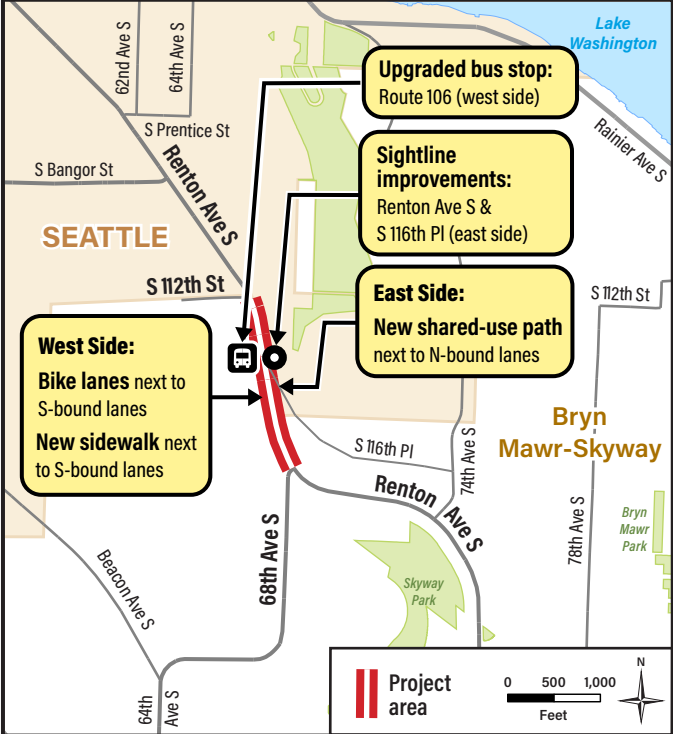 Lake
Washington
62nd Ave S
64th Ave S
Upgraded bus stop:
Route 106 (west side)
S Prentice St
Rainier Ave S
S Bangor St
Renton Ave S
Sightline
improvements:
Renton Ave S &
S 116th Pl (east side)
SEATTLE
S 112th St
East Side:
New shared-use path
next to N-bound lanes
S 112th St
West Side:
Bike lanes next to
S-bound lanes
New sidewalk next
to S-bound lanes
Bryn
Mawr-Skyway
S 116th Pl
74th Ave S
Renton Ave S
78th Ave S
Bryn
Mawr
Park
68th Ave S
Beacon Ave S
Skyway
Park
64th
Ave S
Project
area
0 500 1,000
Feet
N